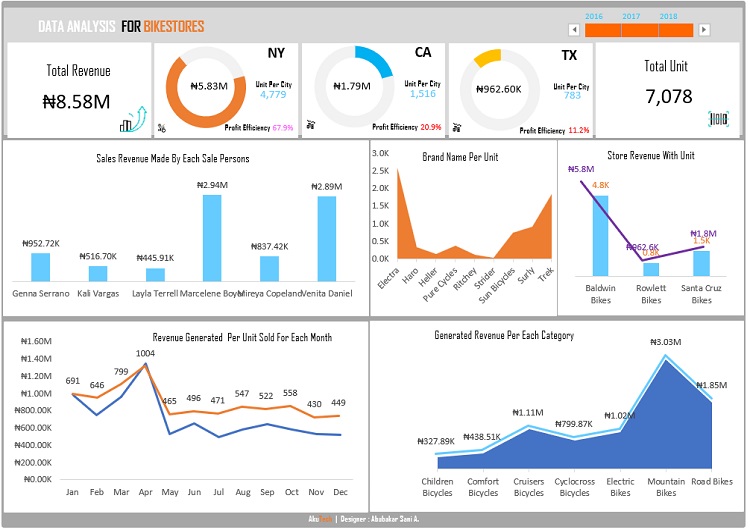 DATA ANALYSIS FOR BIKESTORES
2016 2017 2018
Total Revenue
₦8.58M
NY
₦5.83M
Unit Per City
4,779
Profit Efficiency 67.9%
CA
₦1.79M
Unit Per City
1,516
Profit Efficiency 20.9%
TX
₦962.60K
Unit Per City
783
Profit Efficiency 11.2%
Total Unit
7,078
Sales Revenue Made By Each Sale Persons
₦952.72K
₦516.70K
₦445.91K
₦2.94M
₦837.42K
₦2.89M
Genna Serrano
Kali Vargas
Layla Terrell
Marcelene Boyer
Mireya Copeland
Venita Daniel
Brand Name Per Unit
3.0K
2.5K
2.0K
1.5K
1.0K
0.5K
0.0K
Electra
Haro
Heller
Pure Cycles
Ritchey
Strider
Sun Bicycles
Surly
Trek
Store Revenue With Unit
₦5.8M
4.8K
₦962.6K
0.8K
₦1.8M
1.5K
Baldwin
Bikes
Rowlett
Bikes
Santa Cruz
Bikes
Revenue Generated Per Unit Sold For Each Month
₦1.60M
₦1.40M
₦1.20M
₦1.00M
₦800.00K
₦600.00K
₦400.00K
₦200.00K
₦0.00K
691
646
799
1004
465
496
471
547
522
558
430
449
Jan Feb Mar Apr May Jun Jul Aug Sep Oct Nov Dec
Generated Revenue Per Each Category
₦327.89K
₦438.51K
₦1.11M
₦799.87K
₦1.02M
₦3.03M
₦1.85M
Children
Bicycles
Comfort
Bicycles
Cruisers
Bicycles
Cyclocross
Bicycles
Electric
Bikes
Mountain
Bikes
Road Bikes
| Designer : Abubakar Sani A.